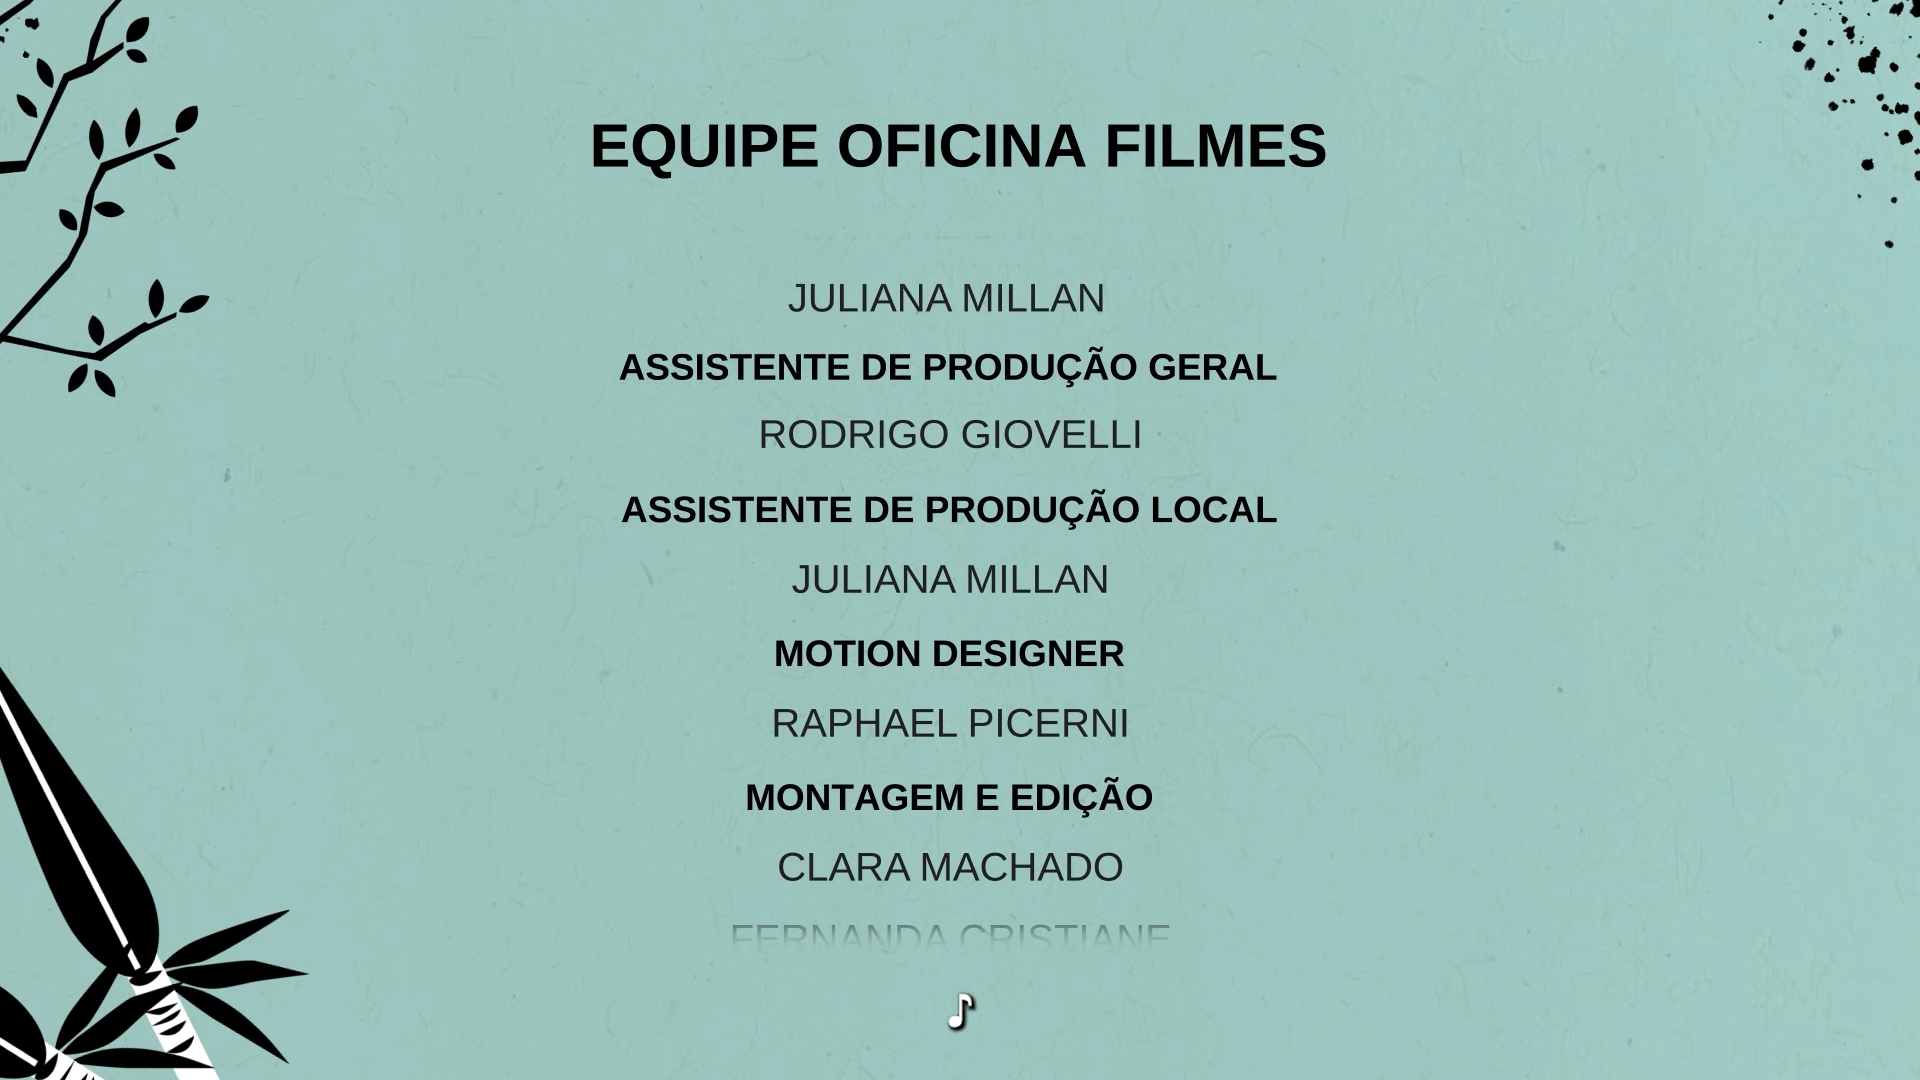 EQUIPE OFICINA FILMES
JULIANA MILLAN
ASSISTENTE DE PRODUÇÃO GERAL
RODRIGO GIOVELLI
ASSISTENTE DE PRODUÇÃO LOCAL
JULIANA MILLAN
MOTION DESIGNER
RAPHAEL PICERNI
MONTAGEM E EDIÇÃO
CLARA MACHADO
FERNANDA CRISTIANE
♪